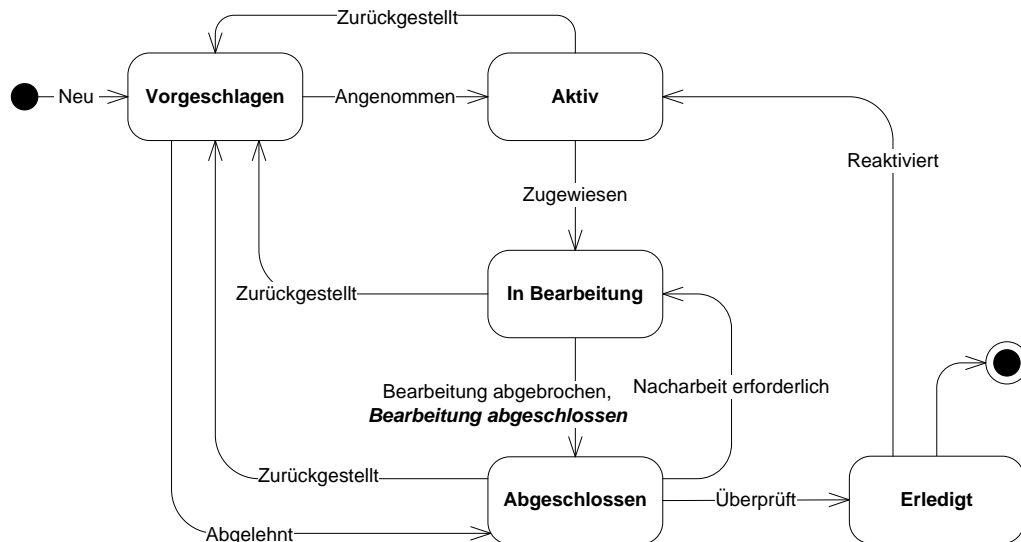 Zurückgestellt
Neu
Vorgeschlagen
Angenommen
Aktiv
Reaktiviert
Zugewiesen
Zurückgestellt
In Bearbeitung
Bearbeitung abgebrochen,
Bearbeitung abgeschlossen
Nacharbeit erforderlich
Zurückgestellt
Abgeschlossen
Überprüft
Erledigt
Abgelehnt